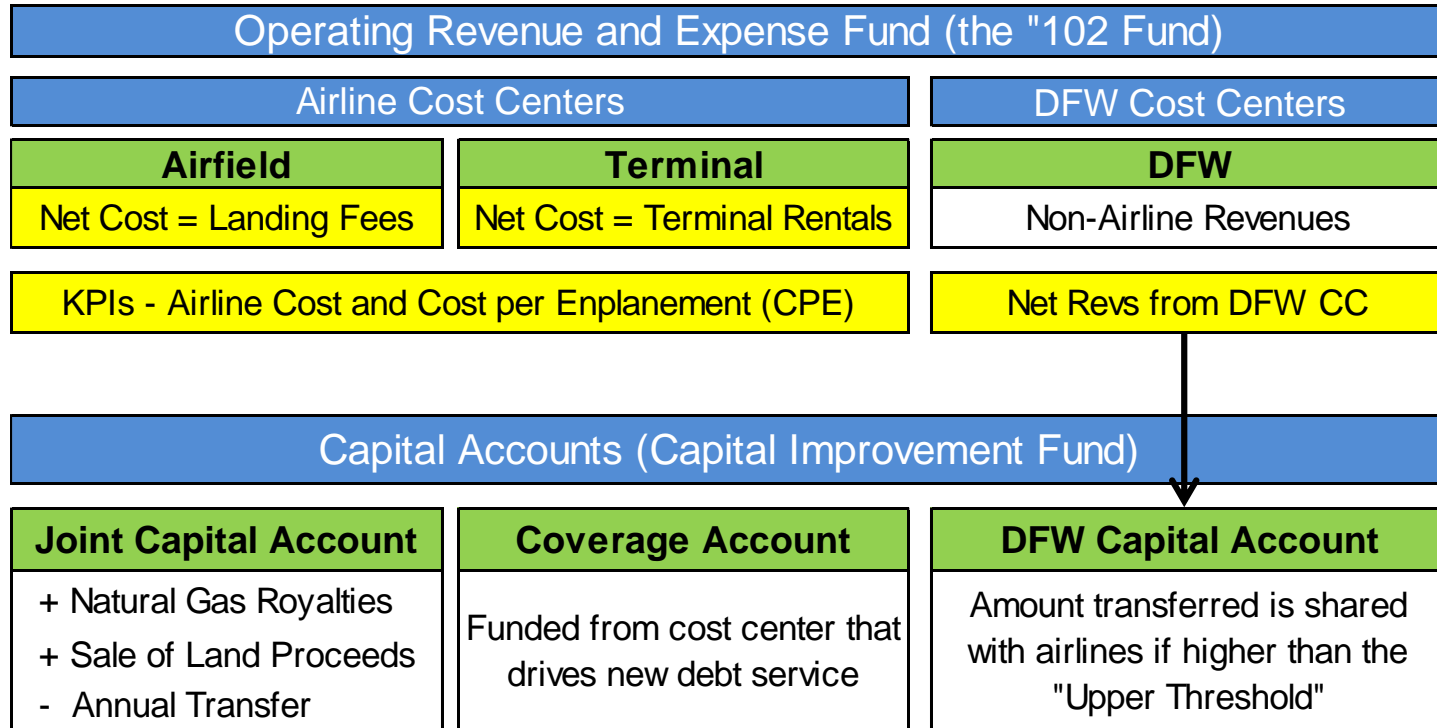 Operating Revenue and Expense Fund (the "102 Fund)
Airline Cost Centers
DFW Cost Centers
Airfield
Terminal
DFW
Net Cost = Landing Fees
Net Cost = Terminal Rentals
Non-Airline Revenues
KPIs - Airline Cost and Cost per Enplanement (CPE)
Net Revs from DFW CC
Capital Accounts (Capital Improvement Fund)
Joint Capital Account
+ Natural Gas Royalties
+ Sale of Land Proceeds
- Annual Transfer
Coverage Account
Funded from cost center that
drives new debt service
DFW Capital Account
Amount transferred is shared
with airlines if higher than the
"Upper Threshold"